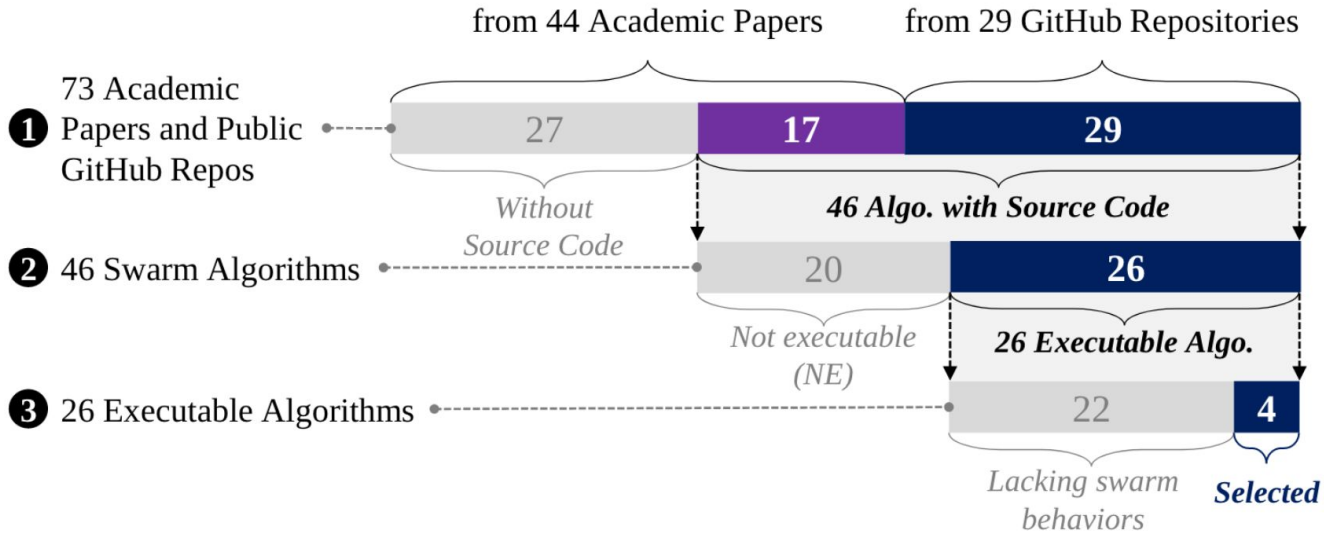 from 44 Academic Papers
from 29 GitHub Repositories
1
73 Academic
Papers and Public
GitHub Repos
27
17
29
Without
Source Code
46 Algo. with Source Code
2
46 Swarm Algorithms
20
26
Not executable
(NE)
26 Executable Algo.
3
26 Executable Algorithms
22
4
Lacking swarm
behaviors
Selected